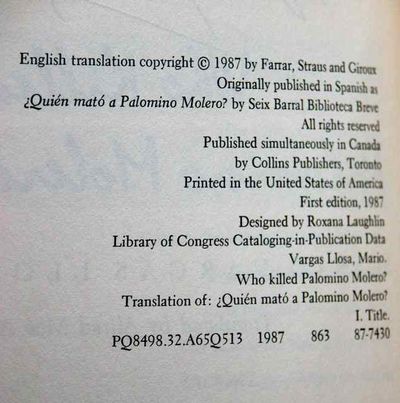 English translation copyright © 1987 by Farrar, Straus and Giroux
Originally published in Spanish as
¿Quién mató a Palomino Molero? by Seix Barral Biblioteca Breve
All rights reserved
Published simultaneously in Canada
by Collins Publishers, Toronto
Printed in the United States of America
First edition, 1987
Designed by Roxana Laughlin
Library of Congress Cataloging-in-Publication Data
Vargas Llosa, Mario.
Who killed Palomino Molero?
Translation of: ¿Quién mató a Palomino Molero?
I. Title.
PQ8498.32.A65Q513 1987 863 87-7430